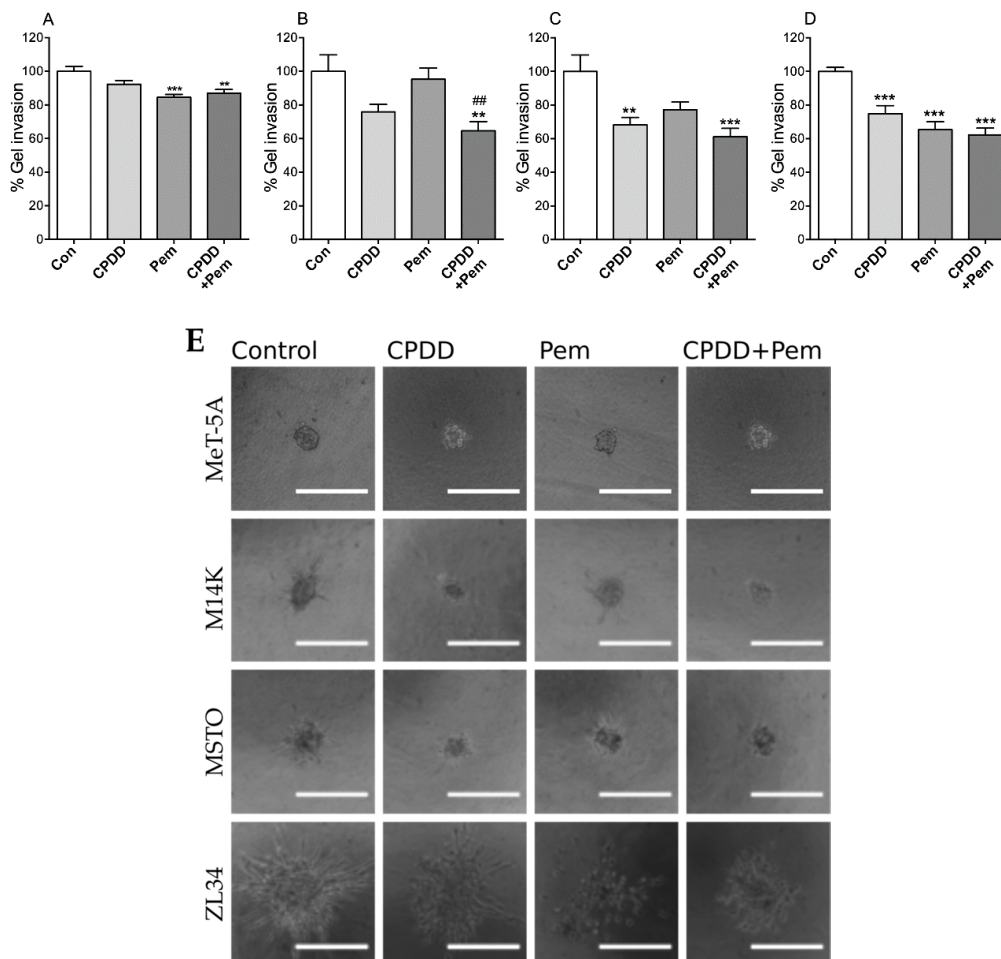 A
B
C
D
% Gel invasion
120
100
80
60
40
20
0
***
**
Con
CPDD
Pem
CPDD
+Pem
% Gel invasion
120
100
80
60
40
20
0
##
**
Con
CPDD
Pem
CPDD
+Pem
% Gel invasion
120
100
80
60
40
20
0
**
***
Con
CPDD
Pem
CPDD
+Pem
% Gel invasion
120
100
80
60
40
20
0
***
***
***
Con
CPDD
Pem
CPDD
+Pem
E
Control CPDD Pem CPDD+Pem
MeT-5A
M14K
MSTO
ZL34